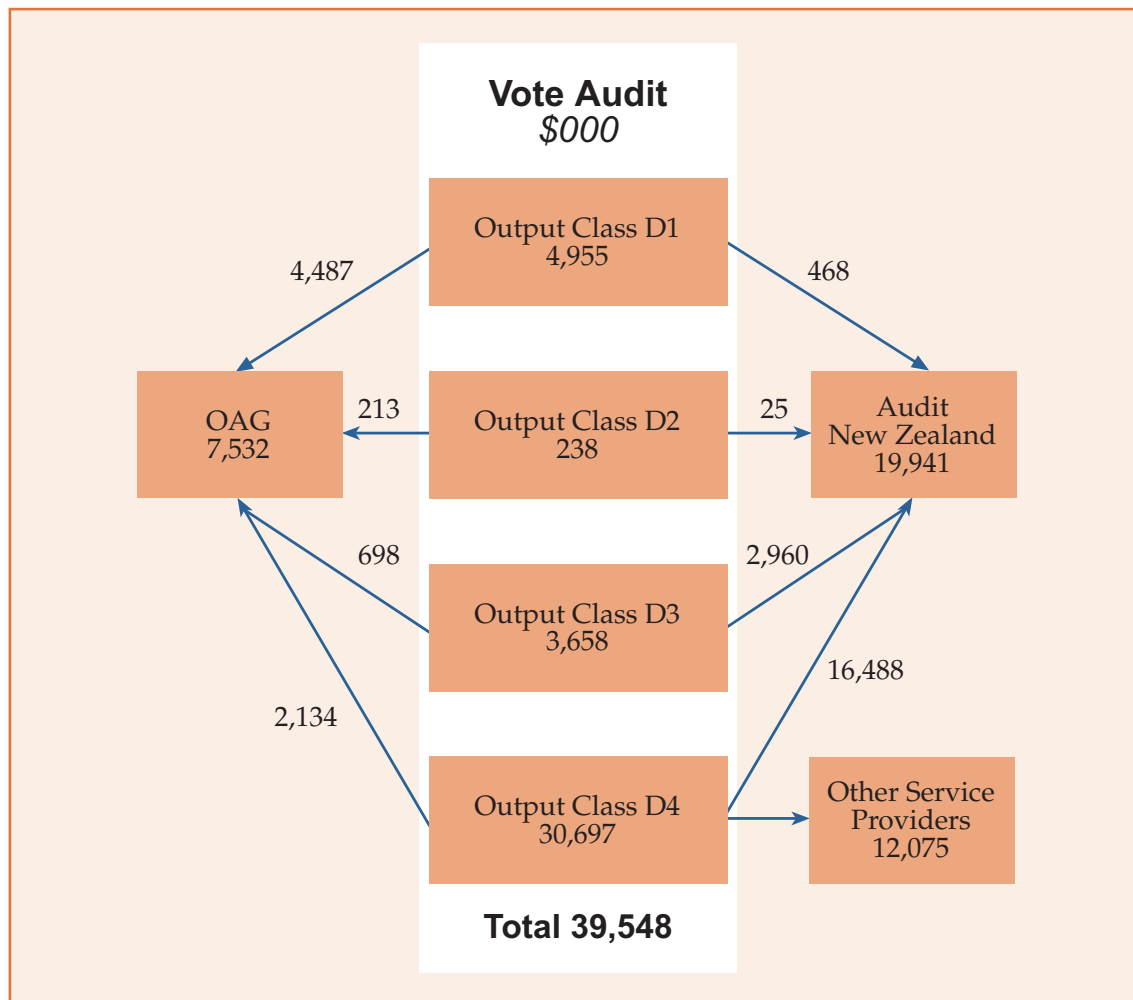 Vote Audit
$000
Output Class D1
4,955
4,487
468
OAG
7,532
213
Output Class D2
238
25
Audit
New Zealand
19,941
698
Output Class D3
3,658
2,960
2,134
Output Class D4
30,697
16,488
Other Service
Providers
12,075
Total 39,548